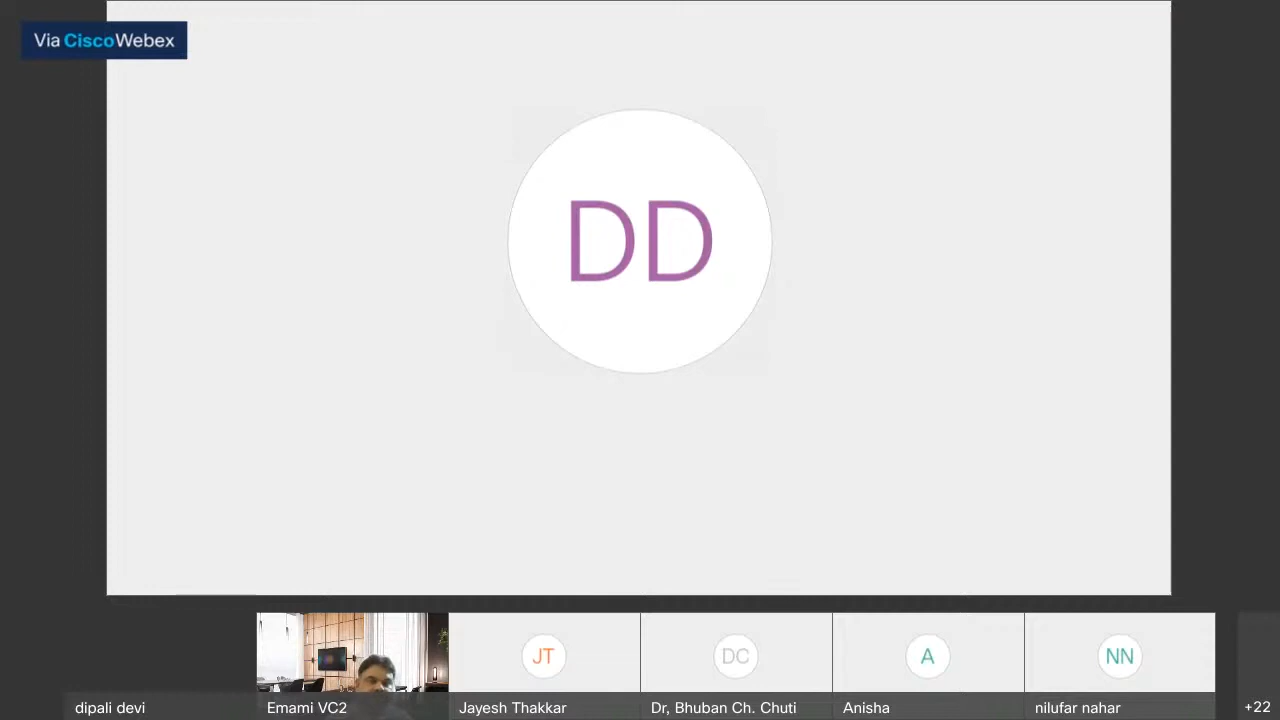 Via CiscoWebex
DD
JT
DC
A
NN
dipali devi
Emami VC2
Jayesh Thakkar
Dr, Bhuban Ch. Chuti
Anisha
nilufar nahar
+22